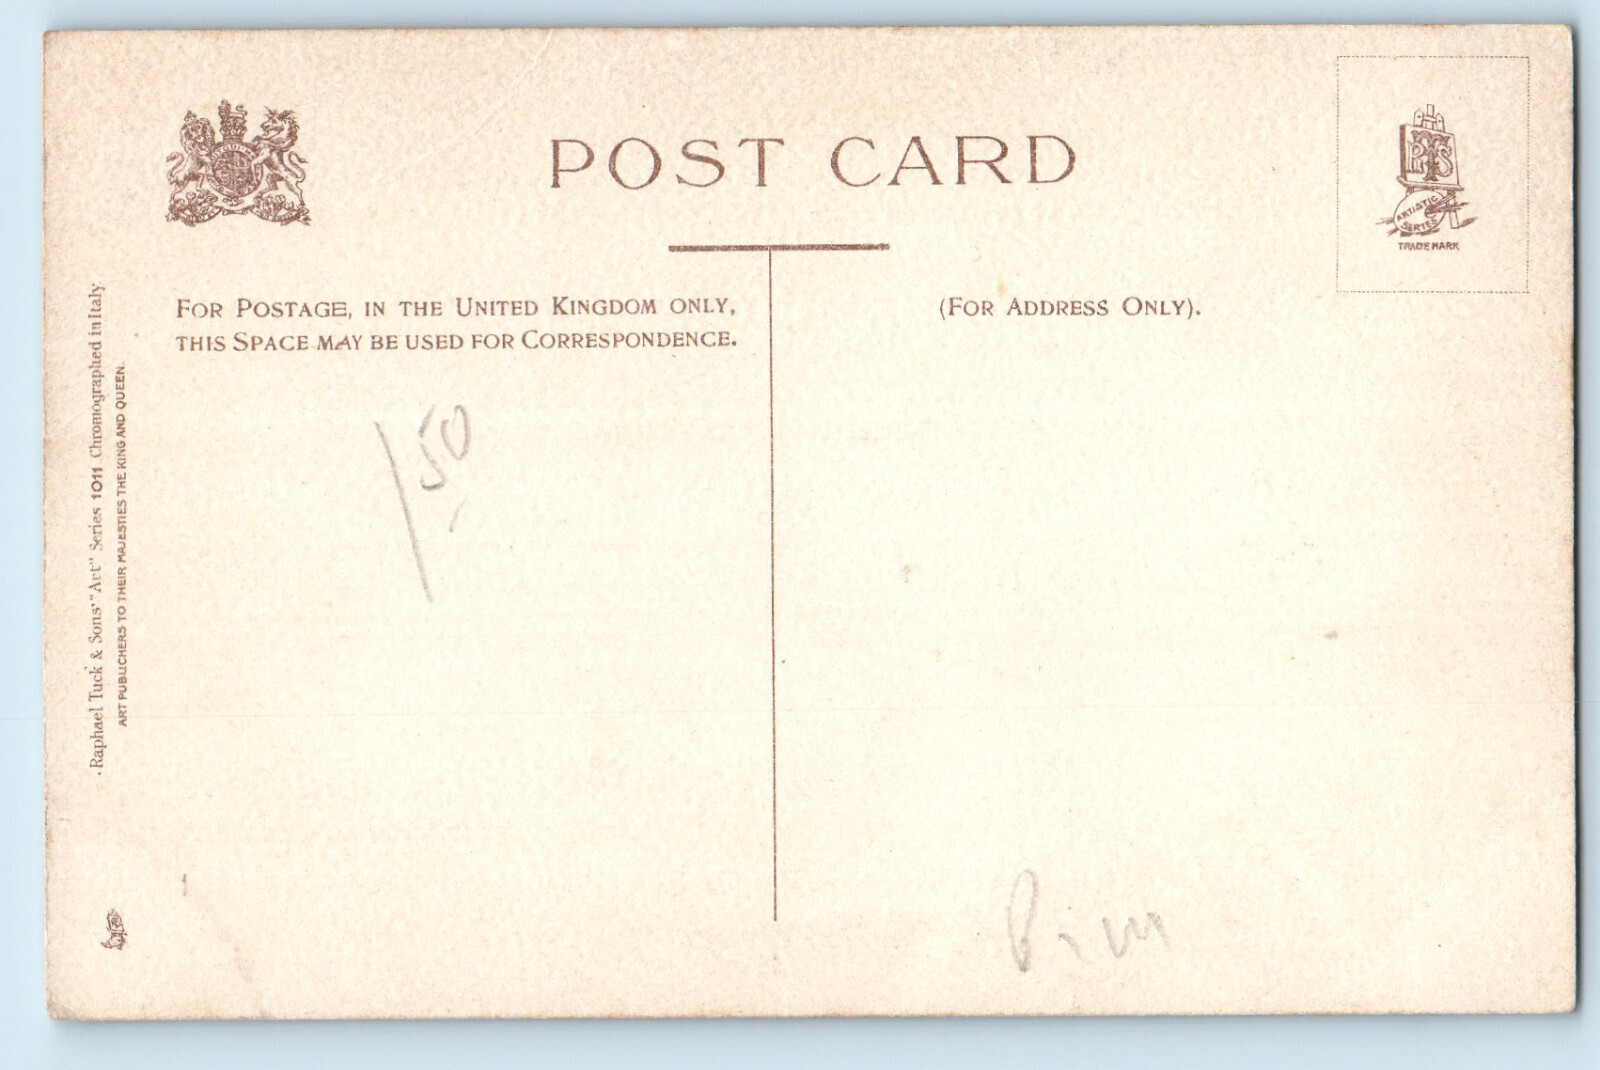 POST CARD
RTS
ARTISTIC
SERIES
TRADE MARK
FOR POSTAGE, IN THE UNITED KINGDOM ONLY,
THIS SPACE MAY BE USED FOR CORRESPONDENCE.
(FOR ADDRESS ONLY).
Raphael Tuck & Sons' "Art" Series 1011 Chromographed in Italy.
ART PUBLICHERS TO THEIR MAJESTIES THE KING AND QUEEN.
150